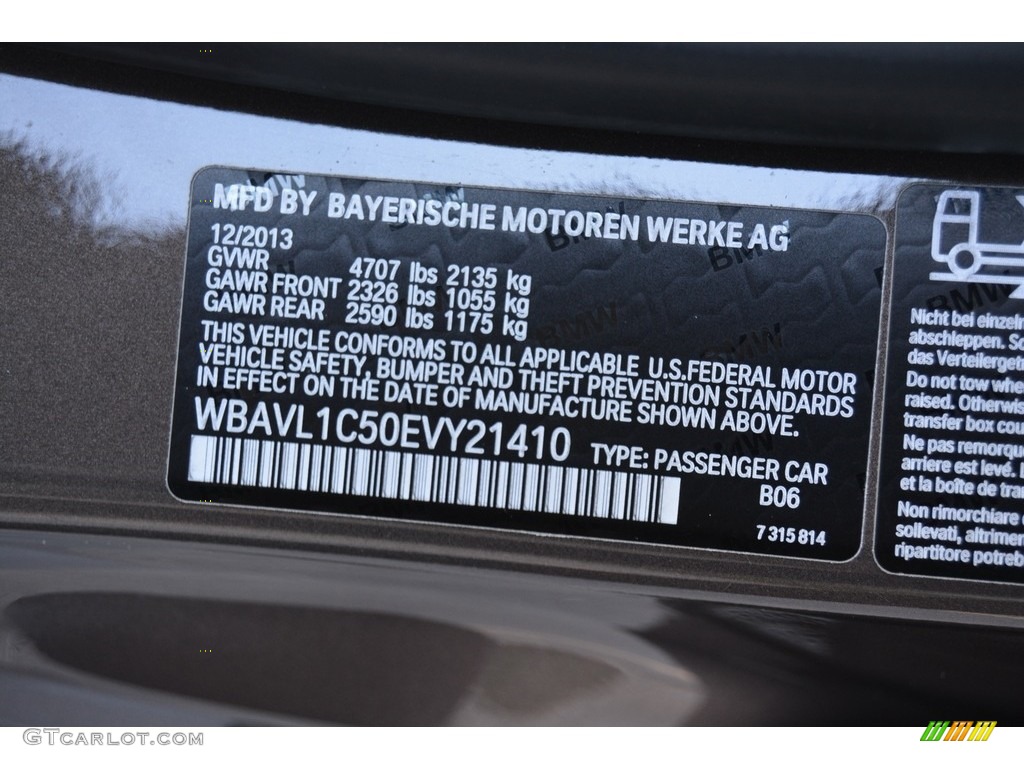 MFD BY BAYERISCHE MOTOREN WERKE AG
12/2013
GVWR 4707 lbs 2135 kg
GAWR FRONT 2326 lbs 1055 kg
GAWR REAR 2590 lbs 1175 kg
THIS VEHICLE CONFORMS TO ALL APPLICABLE U.S.FEDERAL MOTOR
VEHICLE SAFETY, BUMPER AND THEFT PREVENTION STANDARDS
IN EFFECT ON THE DATE OF MANUFACTURE SHOWN ABOVE.
WBAVL1C50EVY21410 TYPE: PASSENGER CAR
B06
7 315 814
Nicht bei einzeln
abschleppen. So
das Verteilerget
Do not tow whe
raised. Otherwis
transfer box cou
Ne pas remorqu
arriere est levé.
et la boîte de tran
Non rimorchiare
sollevati, altrimen
ripartitore potreb
GTcarlot.com